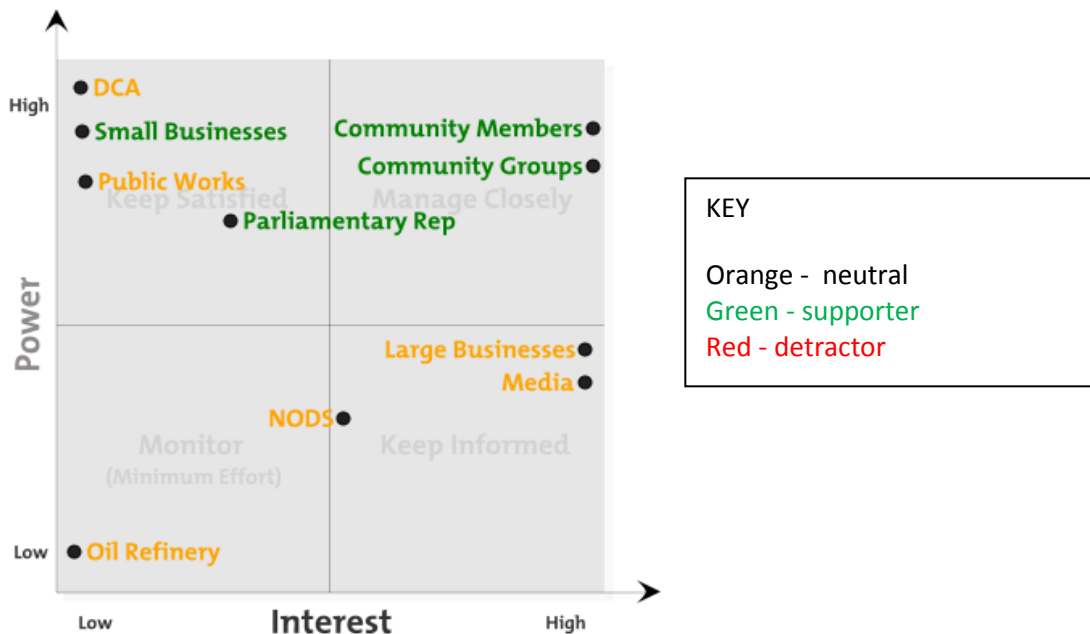 High
DCA
Small Businesses
Community Members
Community Groups
Public Works
Keep Satisfied
Manage Closely
Parliamentary Rep
Power
Large Businesses
Media
NODS
Monitor
(Minimum Effort)
Keep Informed
Low
Oil Refinery
Low
Interest
High
KEY
Orange - neutral
Green - supporter
Red - detractor